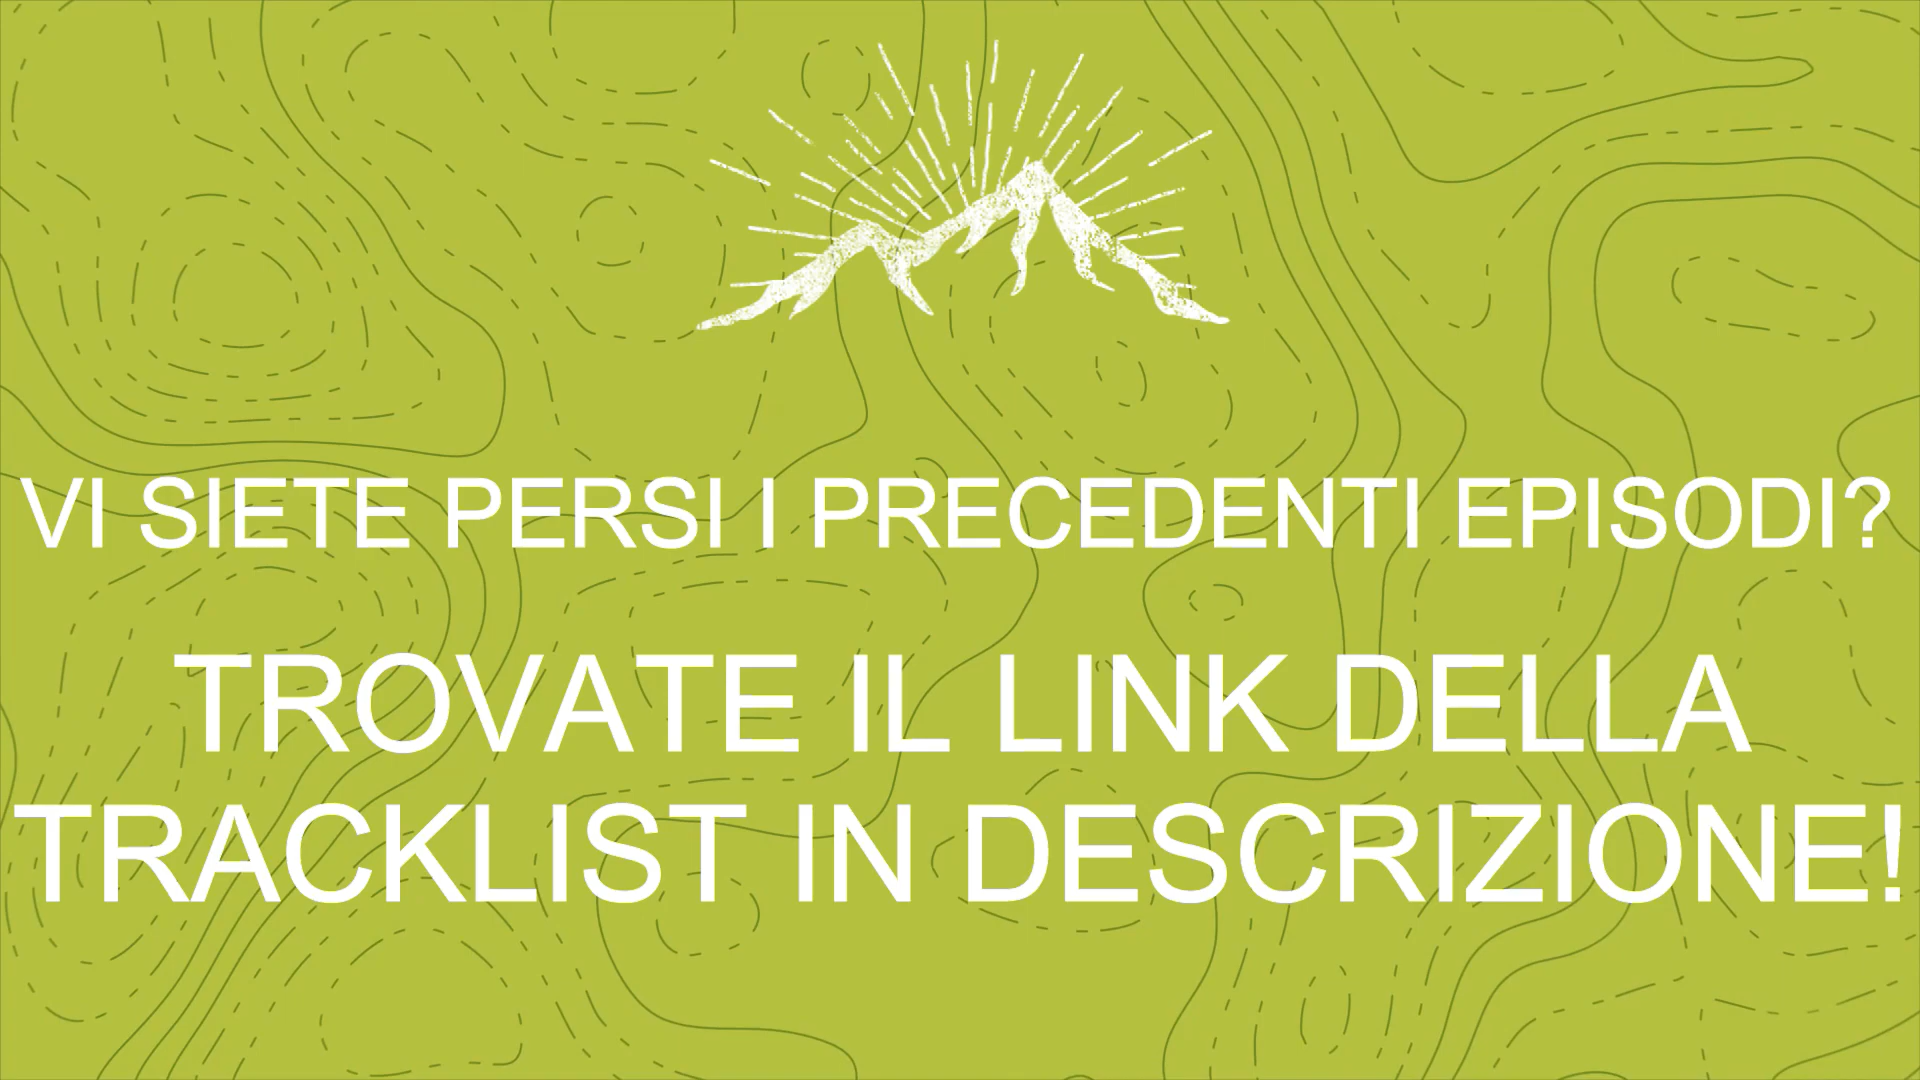 VI SIETE PERSI I PRECEDENTI EPISODI?
TROVATE IL LINK DELLA
TRACKLIST IN DESCRIZIONE!